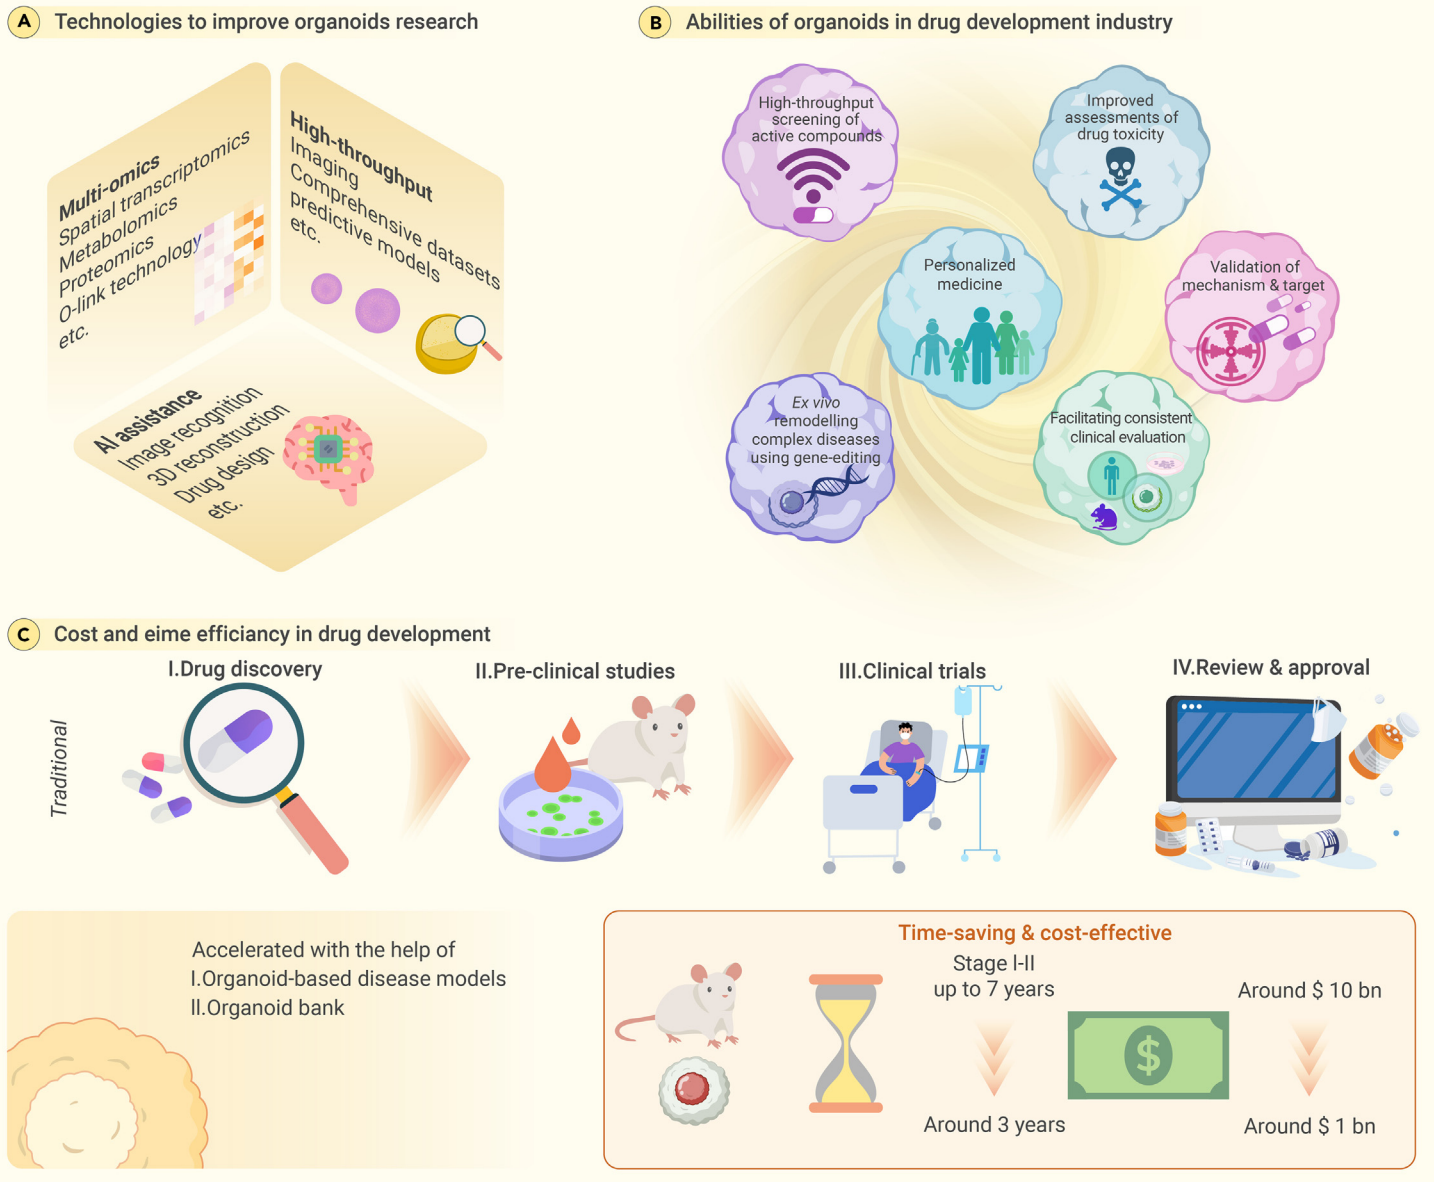 A
Technologies to improve organoids research
Multi-omics
Spatial transcriptomics
Metabolomics
Proteomics
O-link technology
etc.
High-throughput
Imaging
Comprehensive datasets
predictive models
etc.
AI assistance
Image recognition
3D reconstruction
Drug design
etc.
B
Abilities of organoids in drug development industry
High-throughput
screening of
active compounds
Improved
assessments of
drug toxicity
Personalized
medicine
Validation of
mechanism & target
Ex vivo
remodelling
complex diseases
using gene-editing
Facilitating consistent
clinical evaluation
C
Cost and eime efficiancy in drug development
Traditional
I.Drug discovery
II.Pre-clinical studies
III.Clinical trials
IV.Review & approval
Accelerated with the help of
I.Organoid-based disease models
II.Organoid bank
Time-saving & cost-effective
Stage I-II
up to 7 years
Around 3 years
$
Around $ 10 bn
Around $ 1 bn